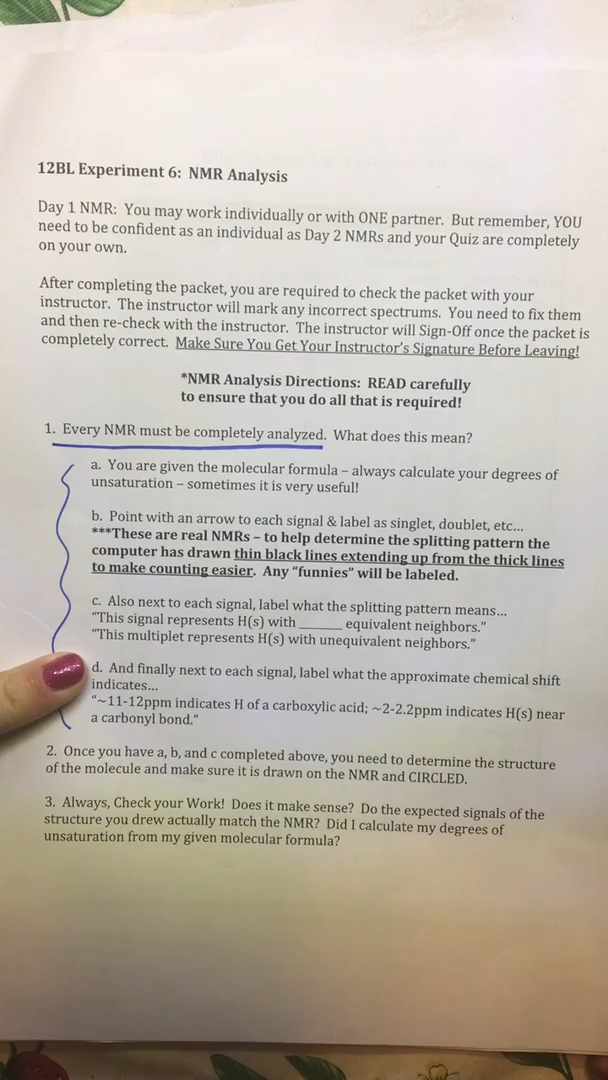 12BL Experiment 6: NMR Analysis
Day 1 NMR: You may work individually or with ONE partner. But remember, YOU
need to be confident as an individual as Day 2 NMRs and your Quiz are completely
on your own.
After completing the packet, you are required to check the packet with your
instructor. The instructor will mark any incorrect spectrums. You need to fix them
and then re-check with the instructor. The instructor will Sign-Off once the packet is
completely correct. Make Sure You Get Your Instructor's Signature Before Leaving!
*NMR Analysis Directions: READ carefully
to ensure that you do all that is required!
1. Every NMR must be completely analyzed. What does this mean?
a. You are given the molecular formula – always calculate your degrees of
unsaturation – sometimes it is very useful!
b. Point with an arrow to each signal & label as singlet, doublet, etc...
***These are real NMRs – to help determine the splitting pattern the
computer has drawn thin black lines extending up from the thick lines
to make counting easier. Any "funnies" will be labeled.
c. Also next to each signal, label what the splitting pattern means...
"This signal represents H(s) with ______ equivalent neighbors."
"This multiplet represents H(s) with unequivalent neighbors."
d. And finally next to each signal, label what the approximate chemical shift
indicates...
"~11-12ppm indicates H of a carboxylic acid; ~2-2.2ppm indicates H(s) near
a carbonyl bond."
2. Once you have a, b, and c completed above, you need to determine the structure
of the molecule and make sure it is drawn on the NMR and CIRCLED.
3. Always, Check your Work! Does it make sense? Do the expected signals of the
structure you drew actually match the NMR? Did I calculate my degrees of
unsaturation from my given molecular formula?